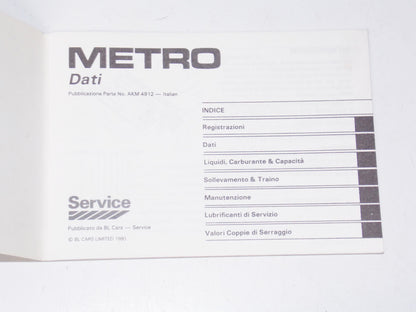 METRO
Dati
Pubblicazione Parte No. AKM 4912 — Italian
INDICE
Registrazioni
Dati
Liquidi, Carburante & Capacità
Sollevamento & Traino
Manutenzione
Lubrificanti di Servizio
Valori Coppie di Serraggio
Service
Pubblicato da BL Cars — Service
© BL CARS LIMITED 1981